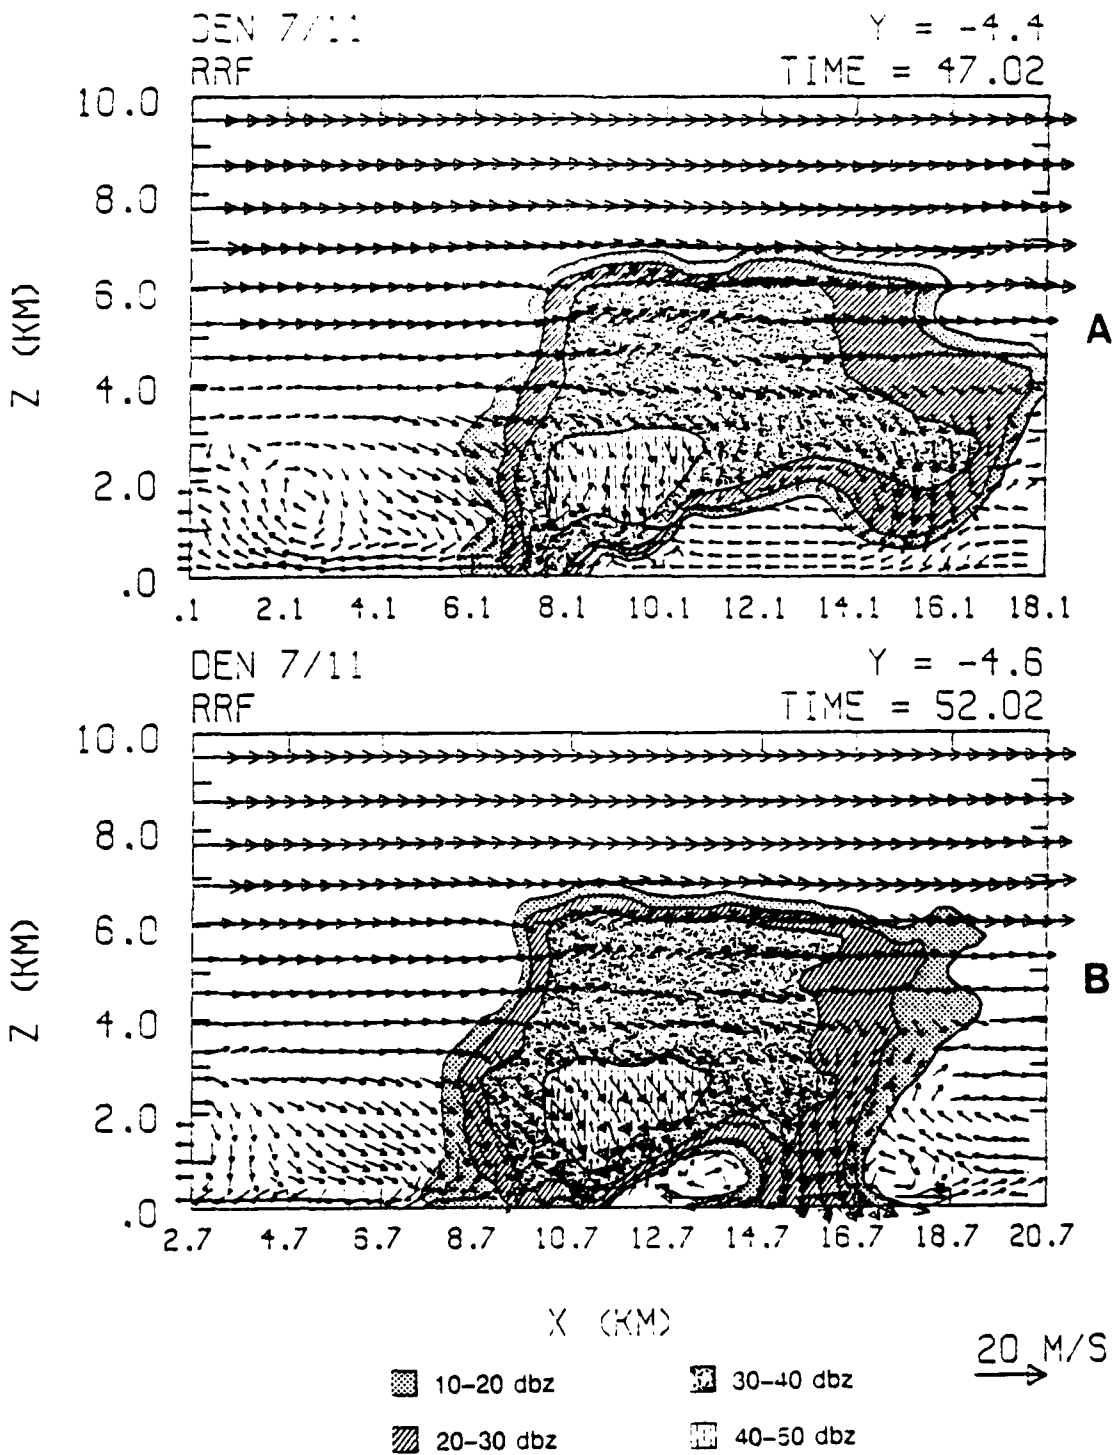 DEN 7/11 Y = -4.4
RRF TIME = 47.02
10.0
8.0
6.0
4.0
2.0
.0
Z (KM)
A
.1 2.1 4.1 6.1 8.1 10.1 12.1 14.1 16.1 18.1
DEN 7/11 Y = -4.6
RRF TIME = 52.02
10.0
8.0
6.0
4.0
2.0
.0
Z (KM)
B
2.7 4.7 6.7 8.7 10.7 12.7 14.7 16.7 18.7 20.7
X (KM)
20 M/S
10-20 dbz 30-40 dbz
20-30 dbz 40-50 dbz